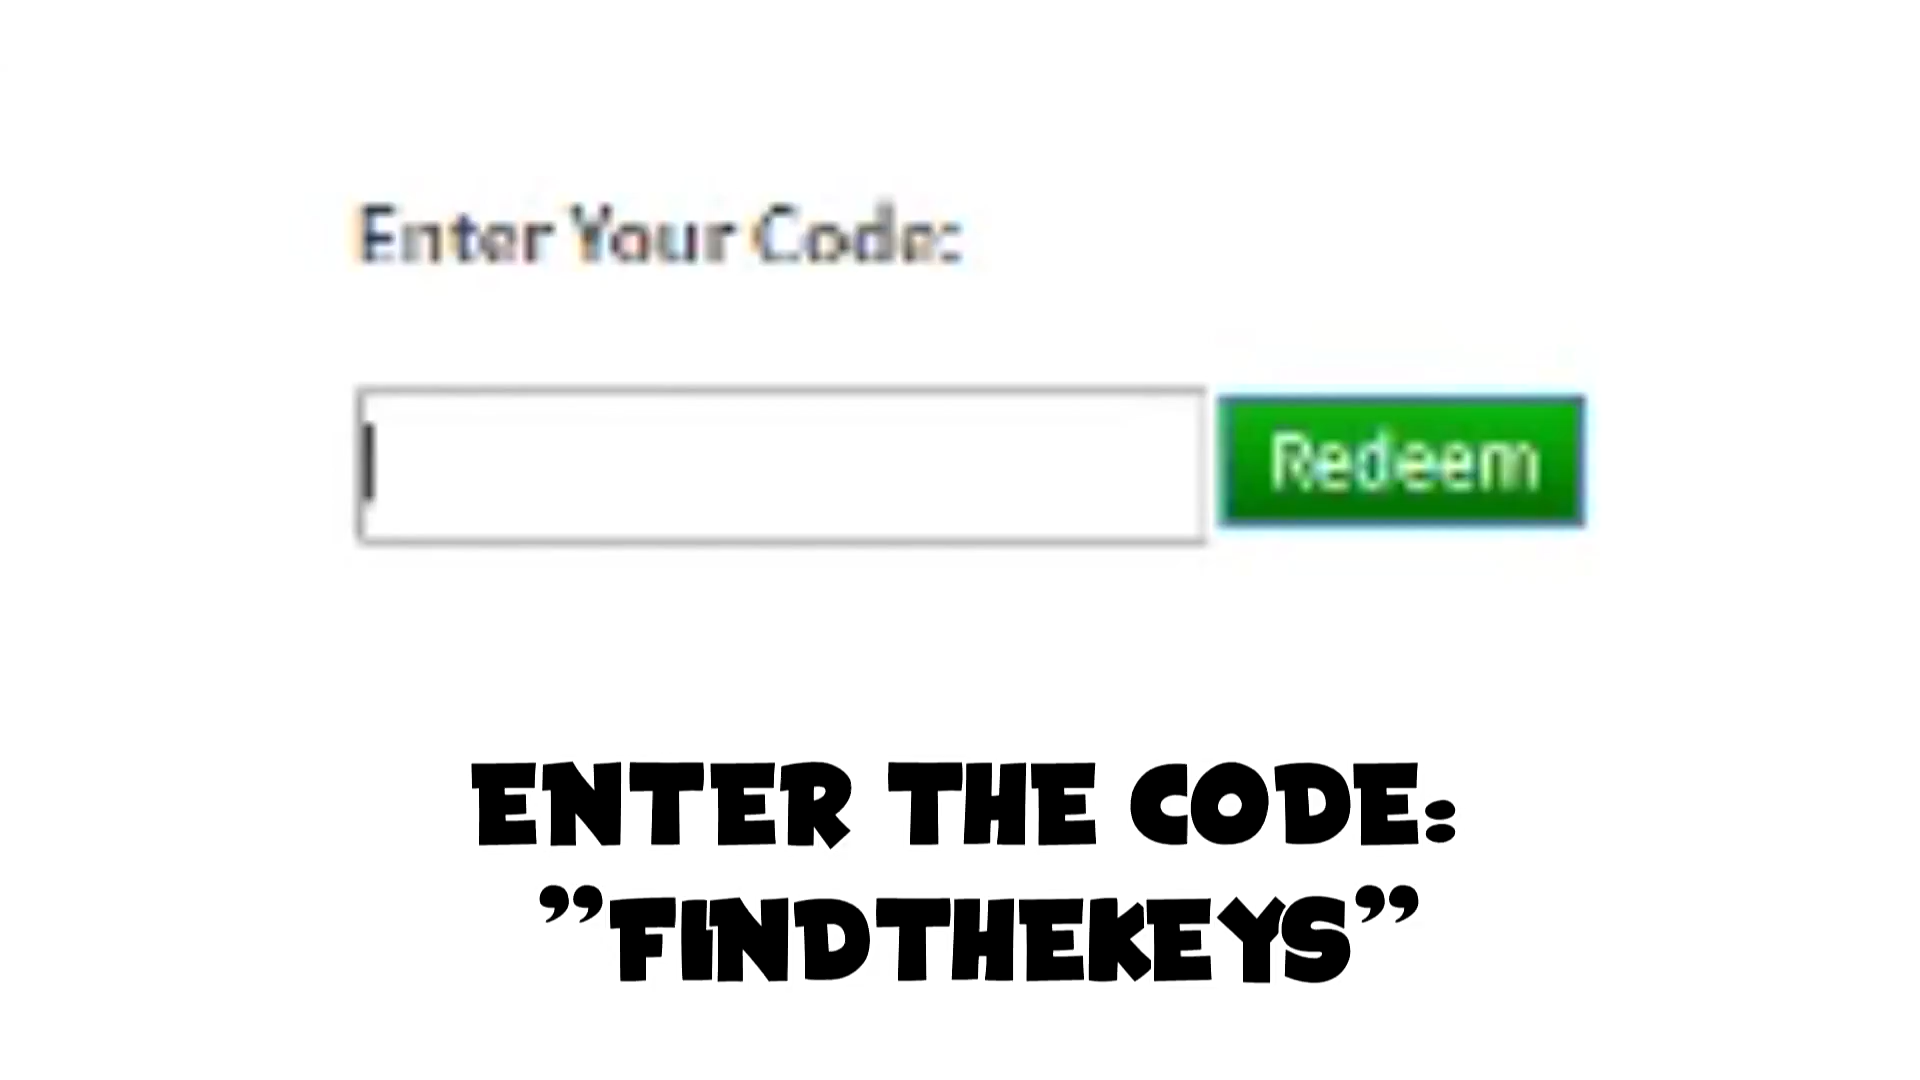 Enter Your Code:
Redeem
ENTER THE CODE:
”FINDTHEKEYS”